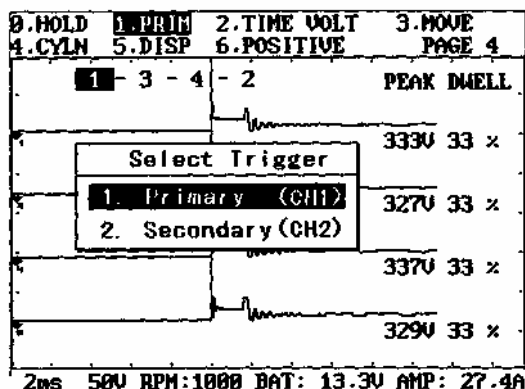 0.HOLD 1.PRIM 2.TIME VOLT 3.MOVE
4.CYLN 5.DISP 6.POSITIVE PAGE 4
1 - 3 - 4 - 2 PEAK DWELL
333V 33 %
Select Trigger
1. Primary (CH1)
327V 33 %
2. Secondary (CH2)
337V 33 %
329V 33 %
2ms 50V RPM:1000 BAT: 13.3V AMP: 27.4A